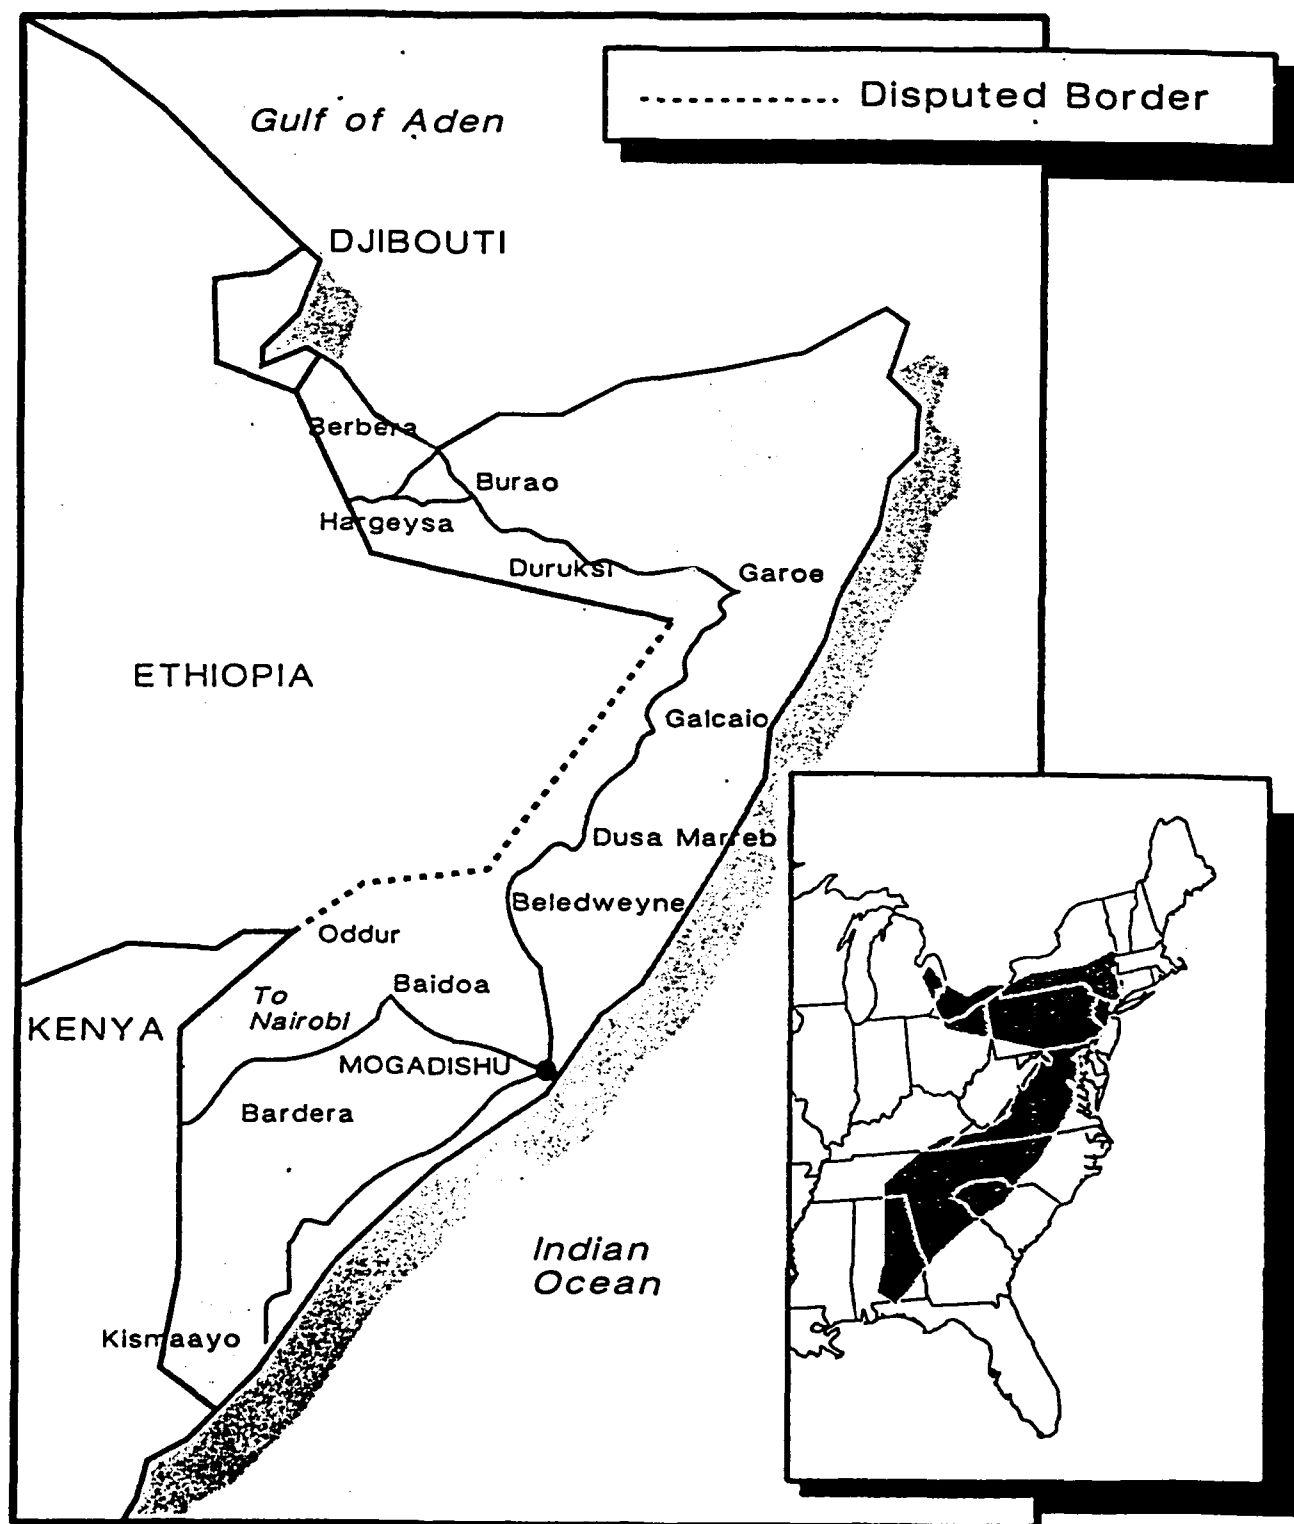 Disputed Border
Gulf of Aden
DJIBOUTI
Berbera
Burao
Hargeysa
Duruksi
Garoe
ETHIOPIA
Galcaio
Dusa Marreb
Beledweyne
Oddur
Baidoa
To
Nairobi
KENYA
MOGADISHU
Bardera
Indian
Ocean
Kismaayo